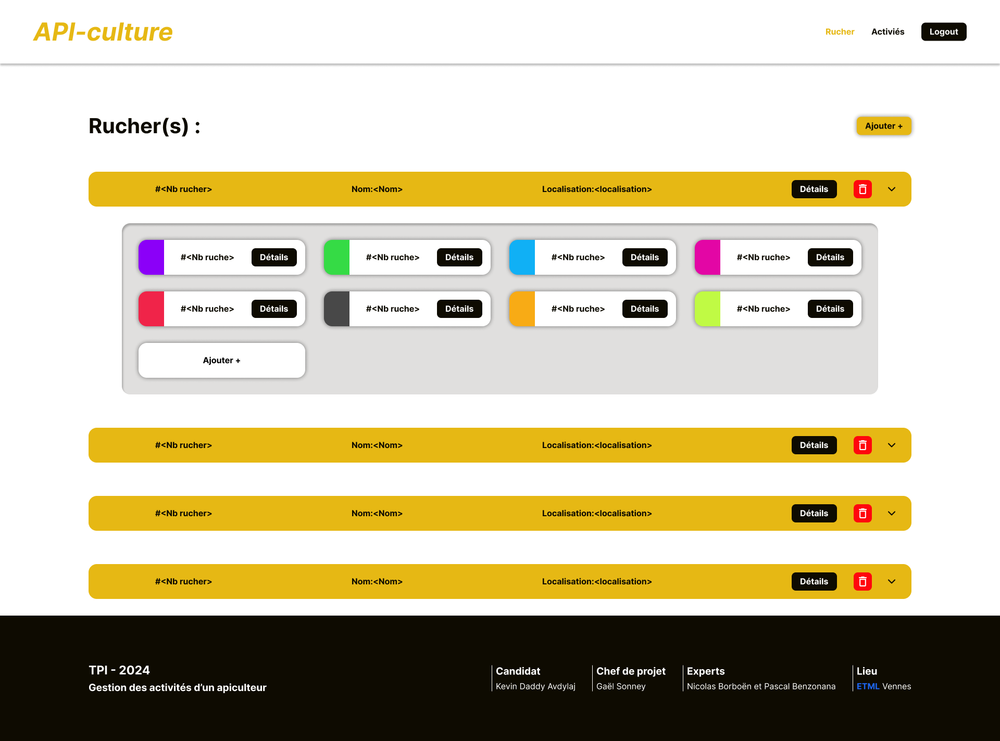 API-culture
Rucher Activiés Logout
Rucher(s) :
Ajouter +
#<Nb rucher> Nom:<Nom> Localisation:<localisation> Détails
#<Nb ruche> Détails #<Nb ruche> Détails #<Nb ruche> Détails #<Nb ruche> Détails
#<Nb ruche> Détails #<Nb ruche> Détails #<Nb ruche> Détails #<Nb ruche> Détails
Ajouter +
#<Nb rucher> Nom:<Nom> Localisation:<localisation> Détails
#<Nb rucher> Nom:<Nom> Localisation:<localisation> Détails
#<Nb rucher> Nom:<Nom> Localisation:<localisation> Détails
TPI - 2024
Gestion des activités d’un apiculteur
Candidat
Kevin Daddy Avdylaj
Chef de projet
Gaël Sonney
Experts
Nicolas Borboën et Pascal Benzonana
Lieu
ETML Vennes